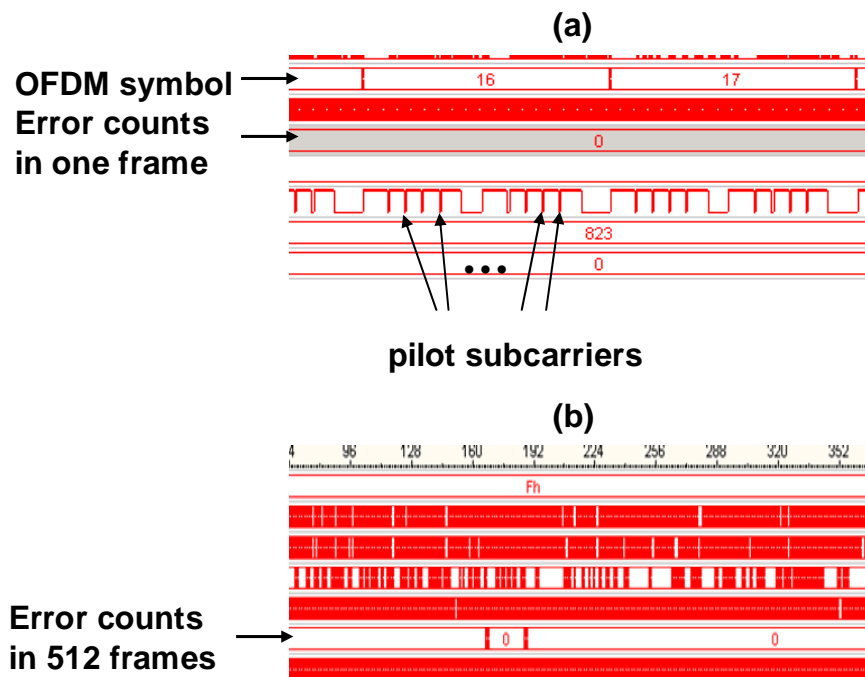 (a)
OFDM symbol
16 17
Error counts
in one frame
0
823
0
pilot subcarriers
(b)
4 96 128 160 192 224 256 288 320 352
Fh
Error counts
in 512 frames
0 0